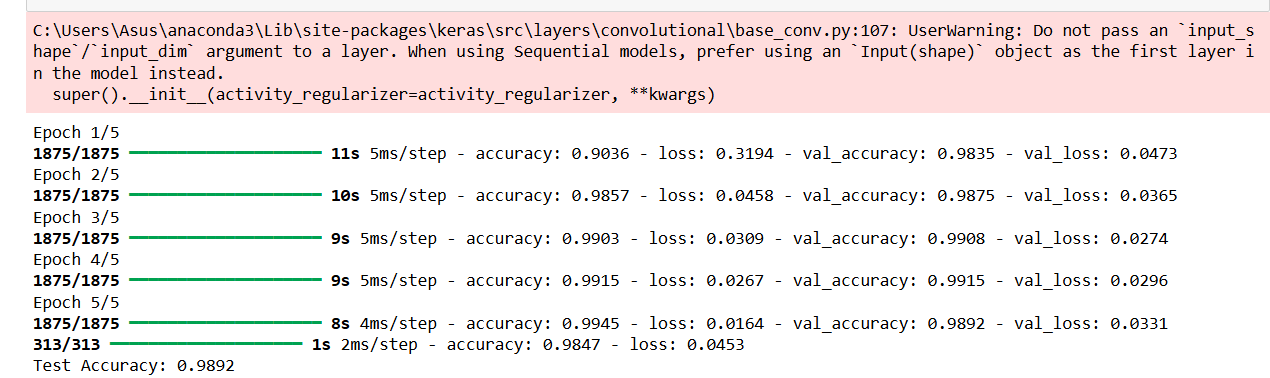 C:\Users\Asus\anaconda3\Lib\site-packages\keras\src\layers\convolutional\base_conv.py:107: UserWarning: Do not pass an `input_s
hape`/`input_dim` argument to a layer. When using Sequential models, prefer using an `Input(shape)` object as the first layer i
n the model instead.
  super().__init__(activity_regularizer=activity_regularizer, **kwargs)
Epoch 1/5
1875/1875 ━━━━━━━━━━━━━━━━━━━━ 11s 5ms/step - accuracy: 0.9036 - loss: 0.3194 - val_accuracy: 0.9835 - val_loss: 0.0473
Epoch 2/5
1875/1875 ━━━━━━━━━━━━━━━━━━━━ 10s 5ms/step - accuracy: 0.9857 - loss: 0.0458 - val_accuracy: 0.9875 - val_loss: 0.0365
Epoch 3/5
1875/1875 ━━━━━━━━━━━━━━━━━━━━ 9s 5ms/step - accuracy: 0.9903 - loss: 0.0309 - val_accuracy: 0.9908 - val_loss: 0.0274
Epoch 4/5
1875/1875 ━━━━━━━━━━━━━━━━━━━━ 9s 5ms/step - accuracy: 0.9915 - loss: 0.0267 - val_accuracy: 0.9915 - val_loss: 0.0296
Epoch 5/5
1875/1875 ━━━━━━━━━━━━━━━━━━━━ 8s 4ms/step - accuracy: 0.9945 - loss: 0.0164 - val_accuracy: 0.9892 - val_loss: 0.0331
313/313 ━━━━━━━━━━━━━━━━━━━━ 1s 2ms/step - accuracy: 0.9847 - loss: 0.0453
Test Accuracy: 0.9892